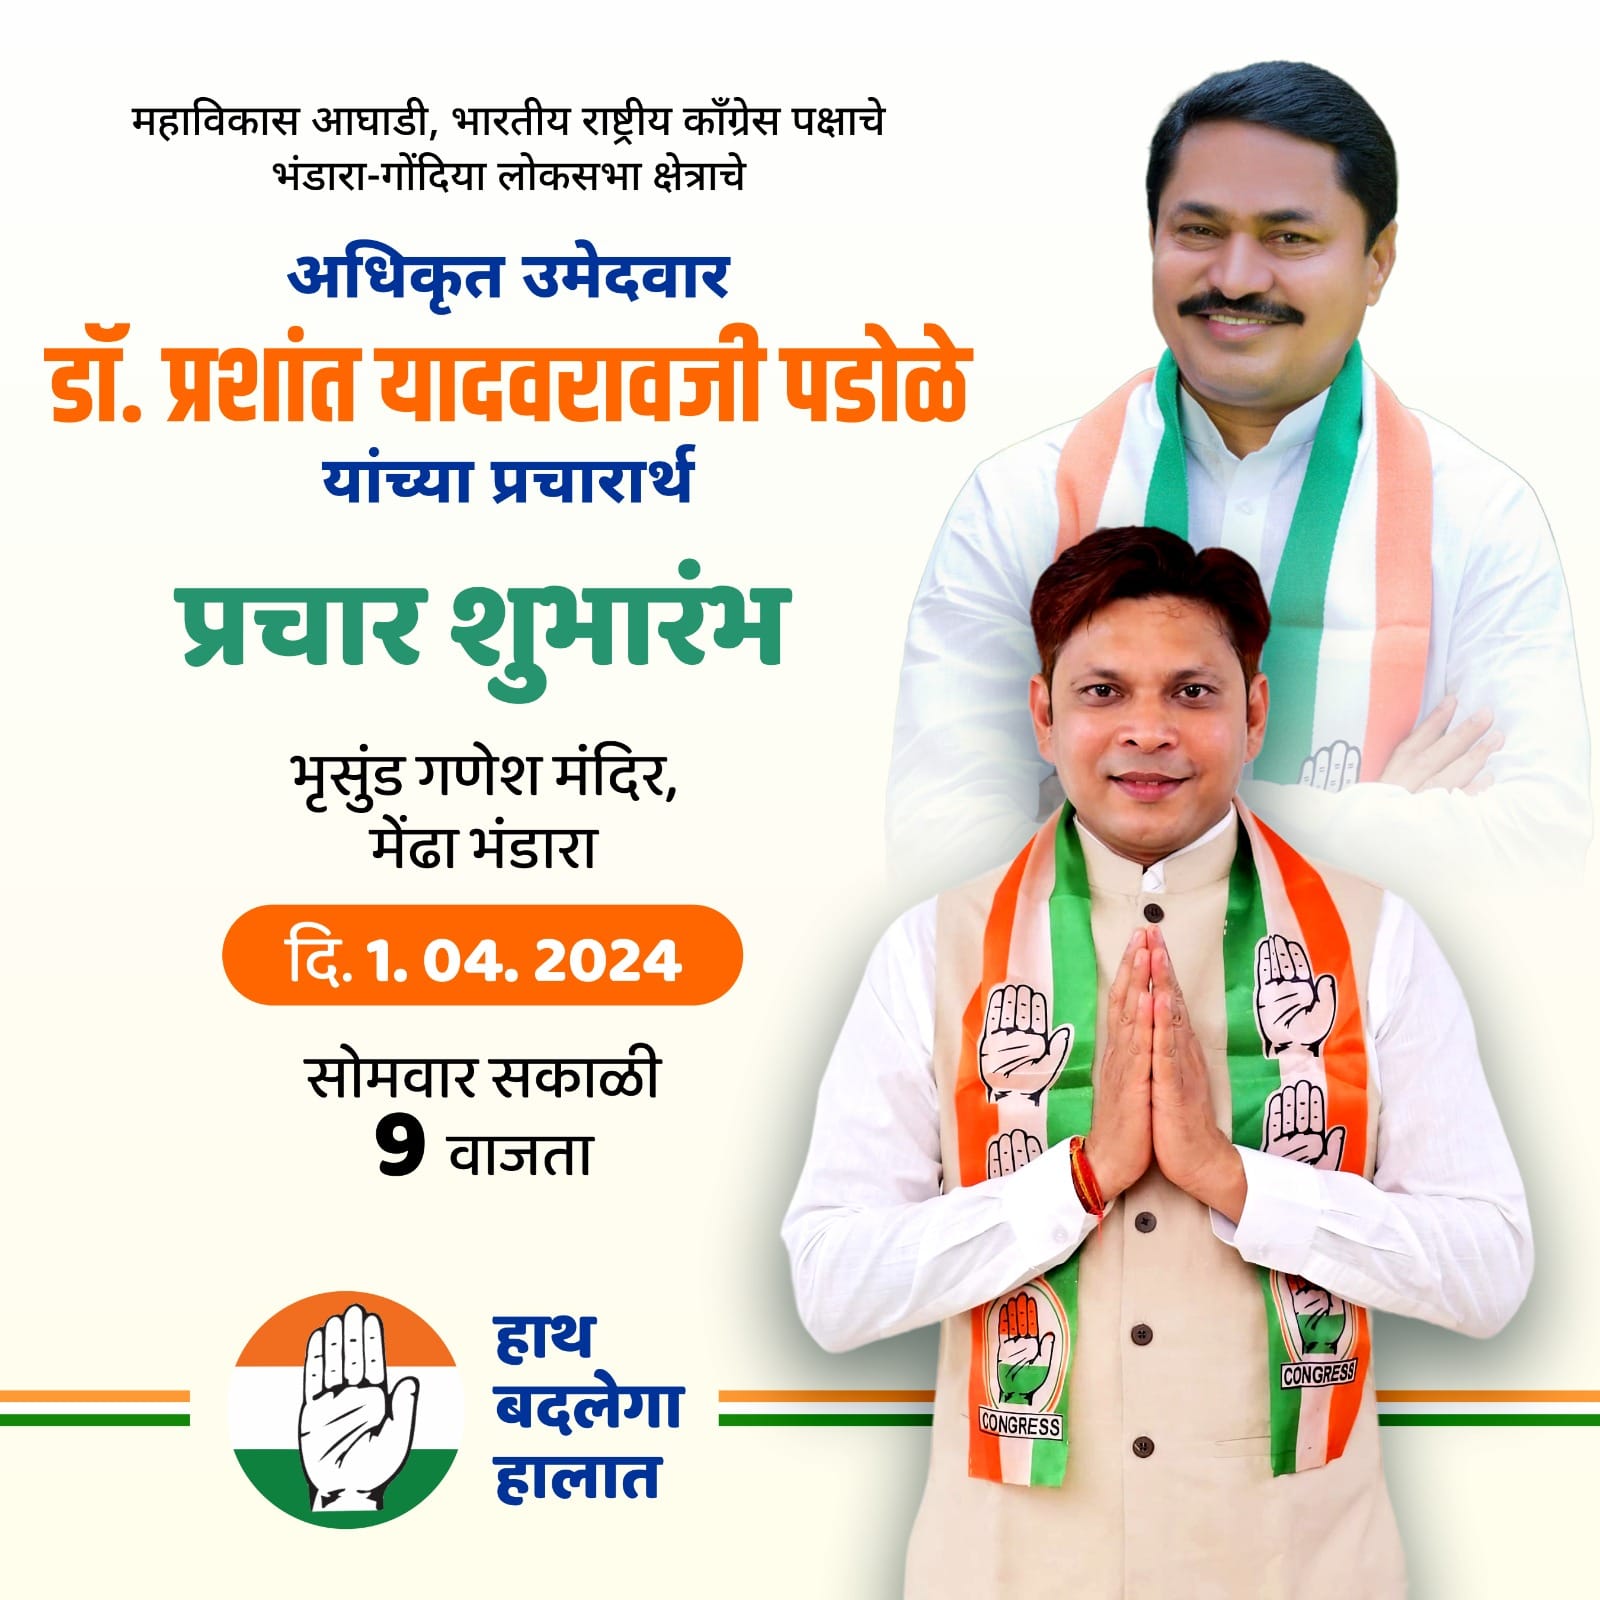 महाविकास आघाडी, भारतीय राष्ट्रीय काँग्रेस पक्षाचे
भंडारा-गोंदिया लोकसभा क्षेत्राचे
अधिकृत उमेदवार
डॉ. प्रशांत यादवरावजी पडोळे
यांच्या प्रचारार्थ
प्रचार शुभारंभ
भृसुंड गणेश मंदिर,
मेंढा भंडारा
दि. 1. 04. 2024
सोमवार सकाळी
9 वाजता
हाथ
बदलेगा
हालात
CONGRESS
CONGRESS